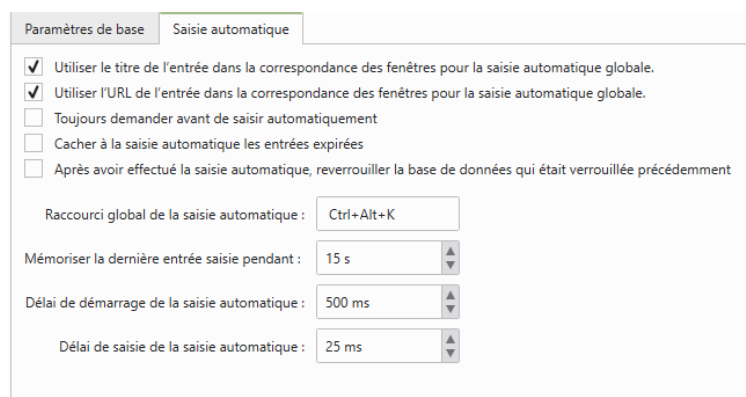 Paramètres de base
Saisie automatique
Utiliser le titre de l'entrée dans la correspondance des fenêtres pour la saisie automatique globale.
Utiliser l'URL de l'entrée dans la correspondance des fenêtres pour la saisie automatique globale.
Toujours demander avant de saisir automatiquement
Cacher à la saisie automatique les entrées expirées
Après avoir effectué la saisie automatique, reverrouiller la base de données qui était verrouillée précédemment
Raccourci global de la saisie automatique : Ctrl+Alt+K
Mémoriser la dernière entrée saisie pendant : 15 s
Délai de démarrage de la saisie automatique : 500 ms
Délai de saisie de la saisie automatique : 25 ms